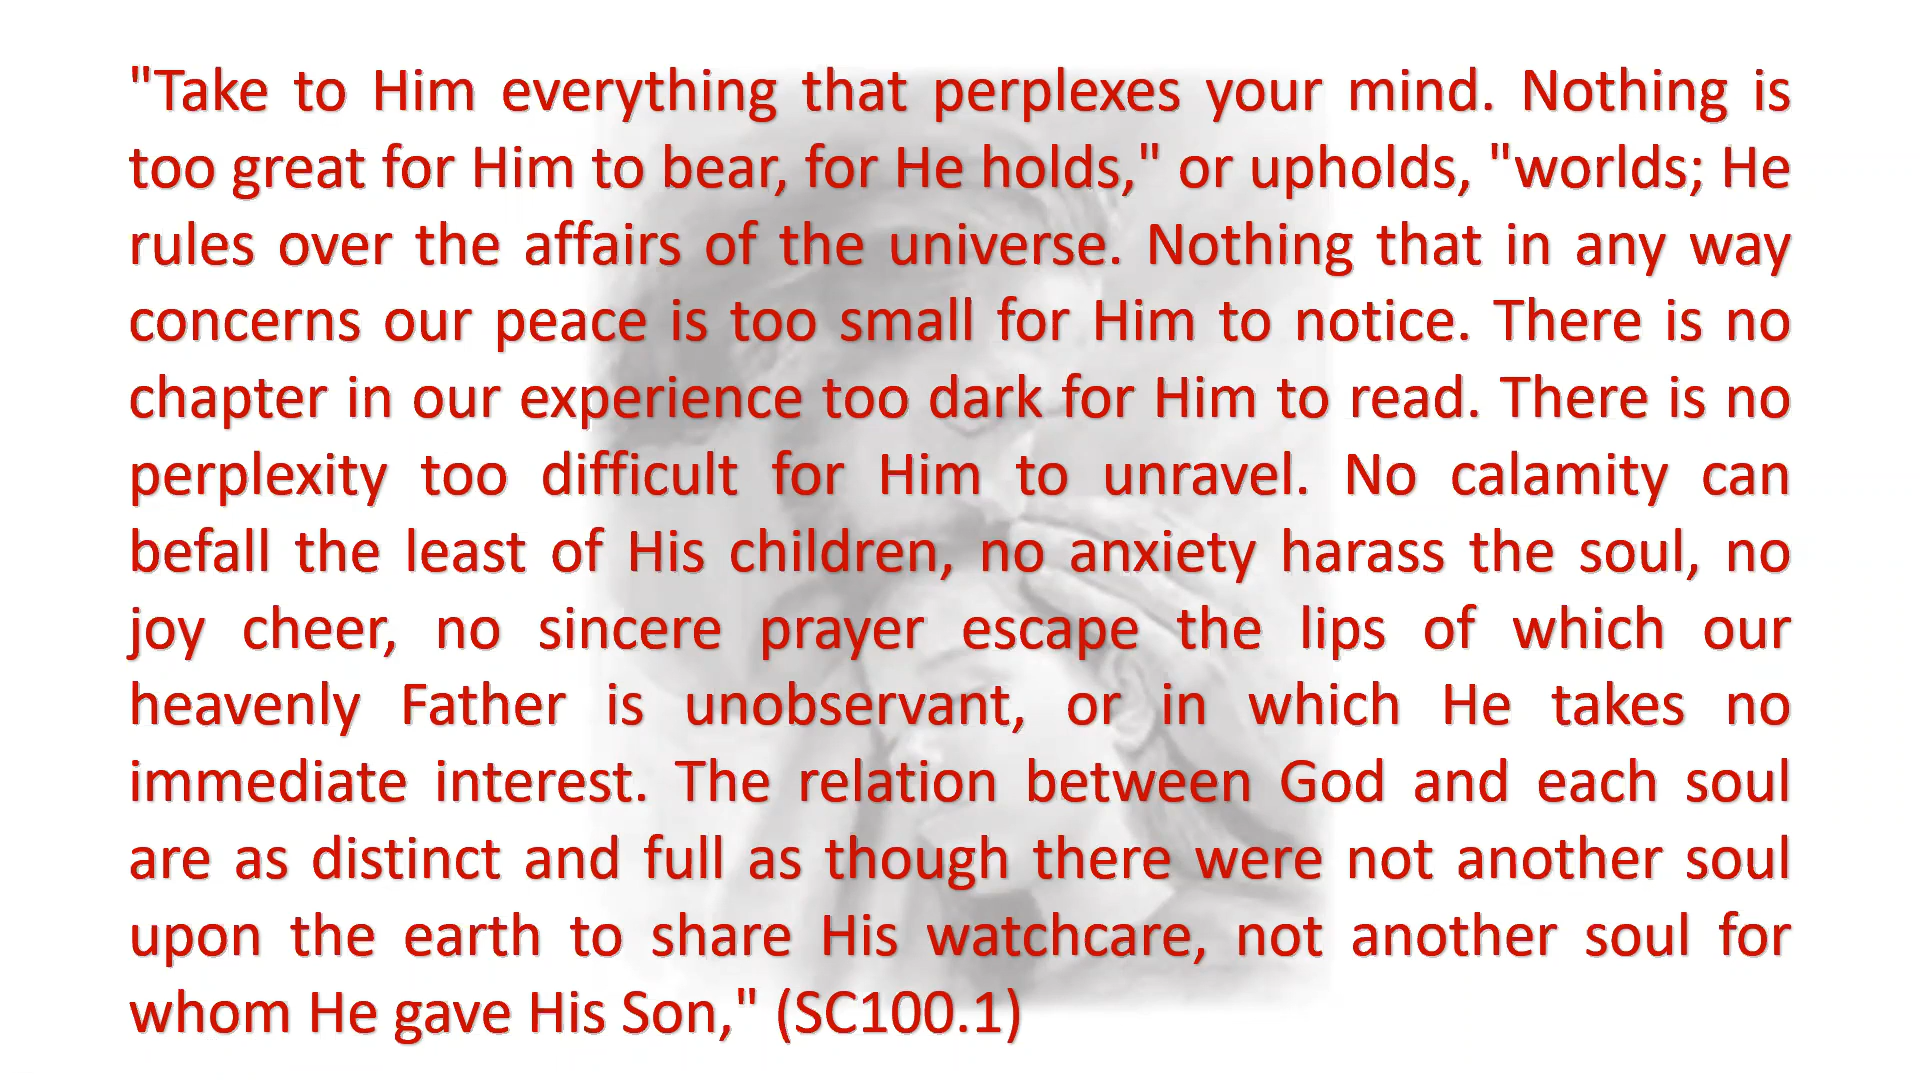 "Take to Him everything that perplexes your mind. Nothing is
too great for Him to bear, for He holds," or upholds, "worlds; He
rules over the affairs of the universe. Nothing that in any way
concerns our peace is too small for Him to notice. There is no
chapter in our experience too dark for Him to read. There is no
perplexity too difficult for Him to unravel. No calamity can
befall the least of His children, no anxiety harass the soul, no
joy cheer, no sincere prayer escape the lips of which our
heavenly Father is unobservant, or in which He takes no
immediate interest. The relation between God and each soul
are as distinct and full as though there were not another soul
upon the earth to share His watchcare, not another soul for
whom He gave His Son," (SC100.1)